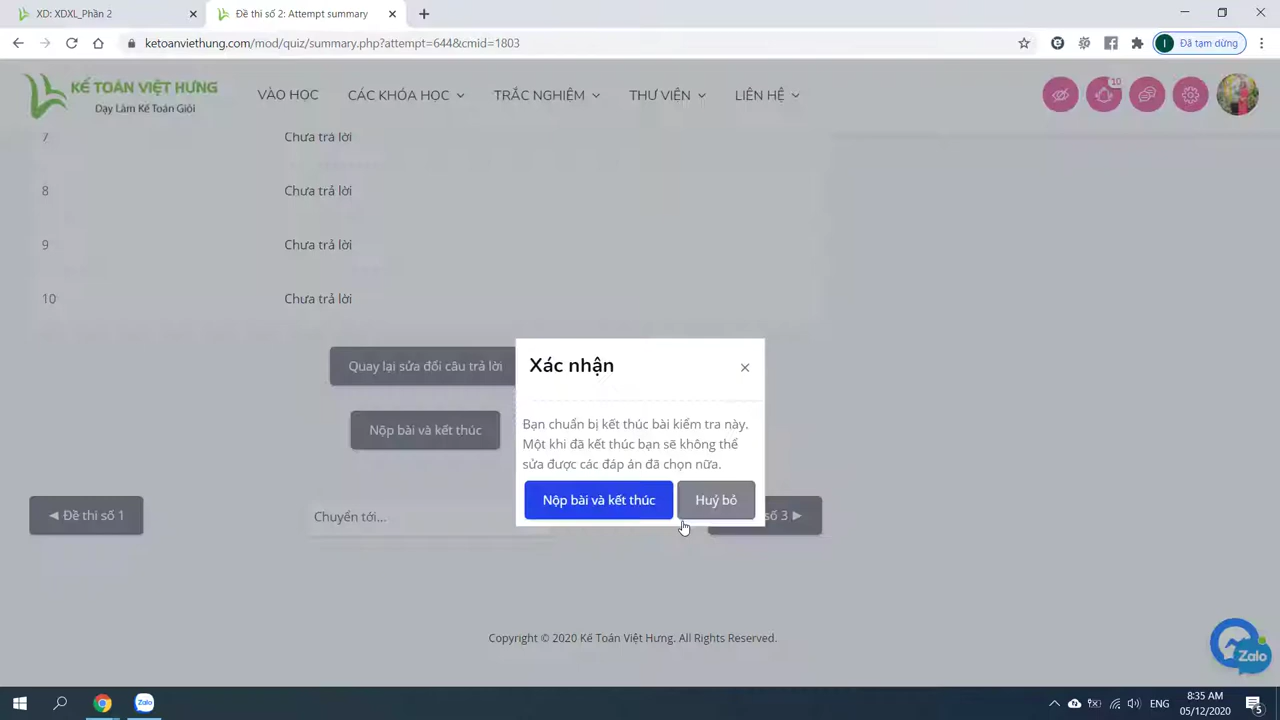 XD: XDXL_Phần 2
Đề thi số 2: Attempt summary
ketoanviethung.com/mod/quiz/summary.php?attempt=644&cmid=1803
Đã tạm dừng
KẾ TOÁN VIỆT HƯNG
Dạy Làm Kế Toán Giỏi
VÀO HỌC
CÁC KHÓA HỌC
TRẮC NGHIỆM
THƯ VIỆN
LIÊN HỆ
10
7 Chưa trả lời
8 Chưa trả lời
9 Chưa trả lời
10 Chưa trả lời
Quay lại sửa đổi câu trả lời
Nộp bài và kết thúc
Xác nhận
×
Bạn chuẩn bị kết thúc bài kiểm tra này.
Một khi đã kết thúc bạn sẽ không thể
sửa được các đáp án đã chọn nữa.
Nộp bài và kết thúc
Huỷ bỏ
◄ Đề thi số 1
Chuyển tới...
số 3 ►
Copyright © 2020 Kế Toán Việt Hưng. All Rights Reserved.
Zalo
Zalo
ENG
8:35 AM
05/12/2020
5